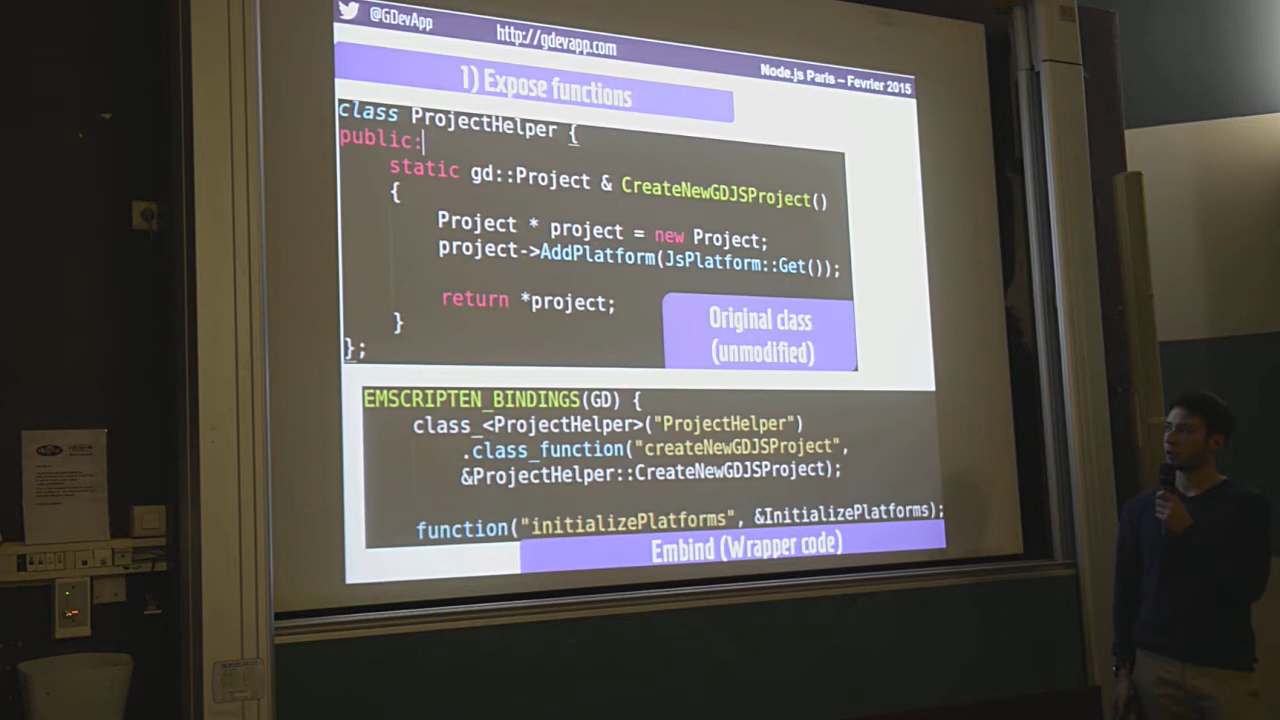 @GDevApp
http://gdevapp.com
Node.js Paris – Fevrier 2015
1) Expose functions
class ProjectHelper {
public:
static gd::Project & CreateNewGDJSProject()
{
Project * project = new Project;
project->AddPlatform(JsPlatform::Get());
return *project;
}
};
Original class
(unmodified)
EMSCRIPTEN_BINDINGS(GD) {
class_<ProjectHelper>("ProjectHelper")
.class_function("createNewGDJSProject",
&ProjectHelper::CreateNewGDJSProject);
function("initializePlatforms", &InitializePlatforms);
Embind (Wrapper code)